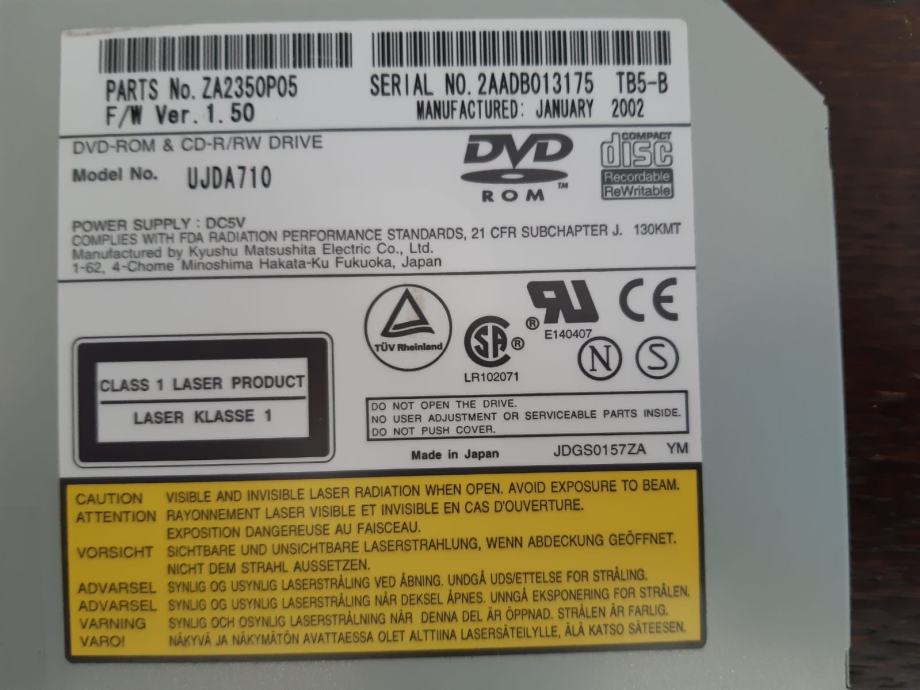 PARTS No. ZA2350P05
F/W Ver. 1.50
SERIAL NO. 2AADB013175 TB5-B
MANUFACTURED: JANUARY 2002
DVD-ROM & CD-R/RW DRIVE
Model No. UJDA710
DVD
ROM TM
COMPACT
disc
Recordable
ReWritable
POWER SUPPLY : DC5V
COMPLIES WITH FDA RADIATION PERFORMANCE STANDARDS, 21 CFR SUBCHAPTER J. 130KMT
Manufactured by Kyushu Matsushita Electric Co., Ltd.
1-62, 4-Chome Minoshima Hakata-Ku Fukuoka, Japan
TÜV Rheinland
SA ®
LR102071
® RU
E140407
CE
N S
CLASS 1 LASER PRODUCT
LASER KLASSE 1
DO NOT OPEN THE DRIVE.
NO USER ADJUSTMENT OR SERVICEABLE PARTS INSIDE.
DO NOT PUSH COVER.
Made in Japan JDGS0157ZA YM
CAUTION VISIBLE AND INVISIBLE LASER RADIATION WHEN OPEN. AVOID EXPOSURE TO BEAM.
ATTENTION RAYONNEMENT LASER VISIBLE ET INVISIBLE EN CAS D'OUVERTURE.
EXPOSITION DANGEREUSE AU FAISCEAU.
VORSICHT SICHTBARE UND UNSICHTBARE LASERSTRAHLUNG, WENN ABDECKUNG GEÖFFNET.
NICHT DEM STRAHL AUSSETZEN.
ADVARSEL SYNLIG OG USYNLIG LASERSTRÅLING VED ÅBNING. UNDGÅ UDSÆTTELSE FOR STRÅLING.
ADVARSEL SYNLIG OG USYNLIG LASERSTRÅLING NÅR DEKSEL ÅPNES. UNNGÅ EKSPONERING FOR STRÅLEN.
VARNING SYNLIG OCH OSYNLIG LASERSTRÅLNING NÄR DENNA DEL ÄR ÖPPNAD. STRÅLEN ÄR FARLIG.
VARO! NÄKYVÄ JA NÄKYMÄTÖN AVATTAESSA OLET ALTTIINA LASERSÄTEILYLLE, ÄLÄ KATSO SÄTEESEN.